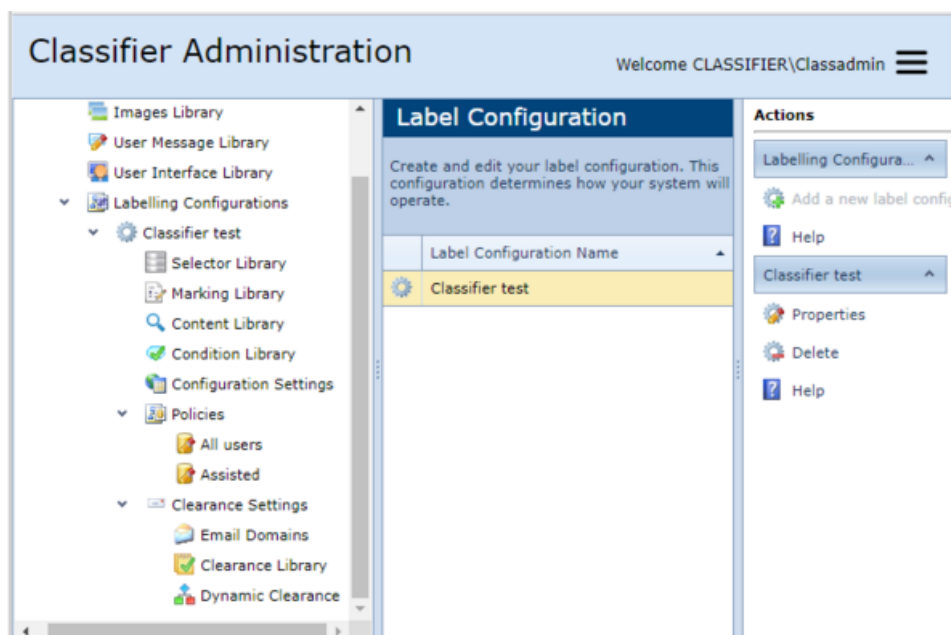 Classifier Administration
Welcome CLASSIFIER\Classadmin
Images Library
User Message Library
User Interface Library
Labelling Configurations
Classifier test
Selector Library
Marking Library
Content Library
Condition Library
Configuration Settings
Policies
All users
Assisted
Clearance Settings
Email Domains
Clearance Library
Dynamic Clearance
Label Configuration
Create and edit your label configuration. This
configuration determines how your system will
operate.
Label Configuration Name
Classifier test
Actions
Labelling Configura...
Add a new label config
Help
Classifier test
Properties
Delete
Help